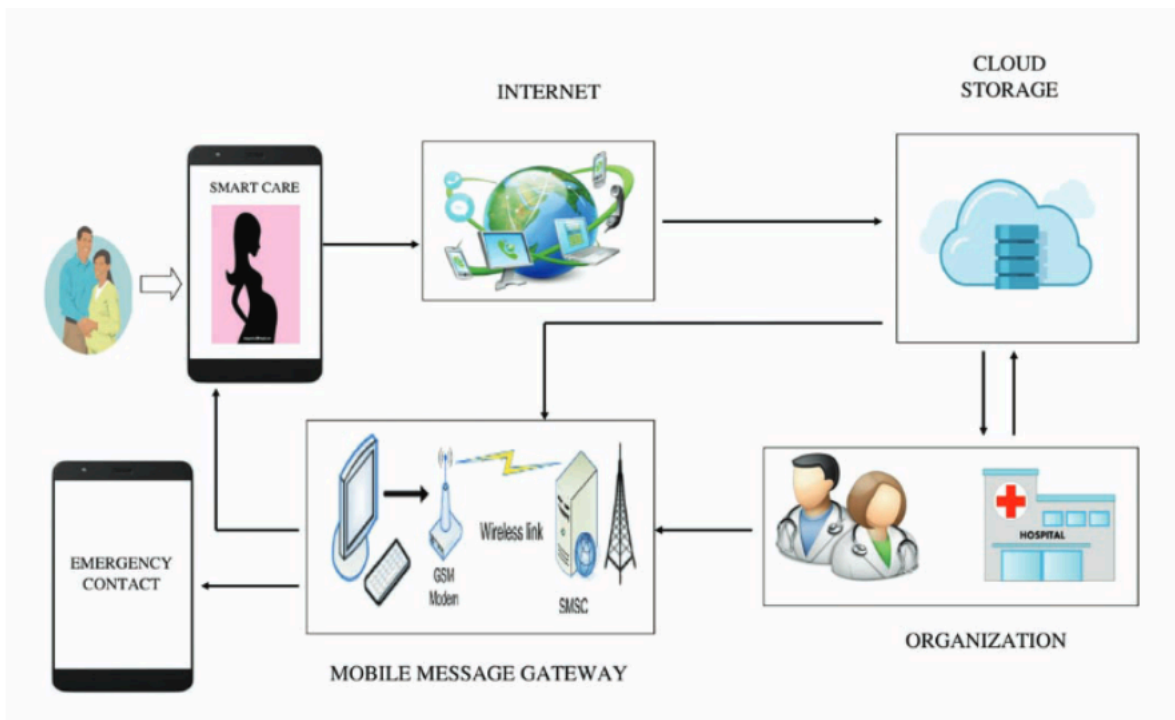 INTERNET
CLOUD
STORAGE
SMART CARE
EMERGENCY
CONTACT
Wireless link
GSM
Modem
SMSC
MOBILE MESSAGE GATEWAY
HOSPITAL
ORGANIZATION